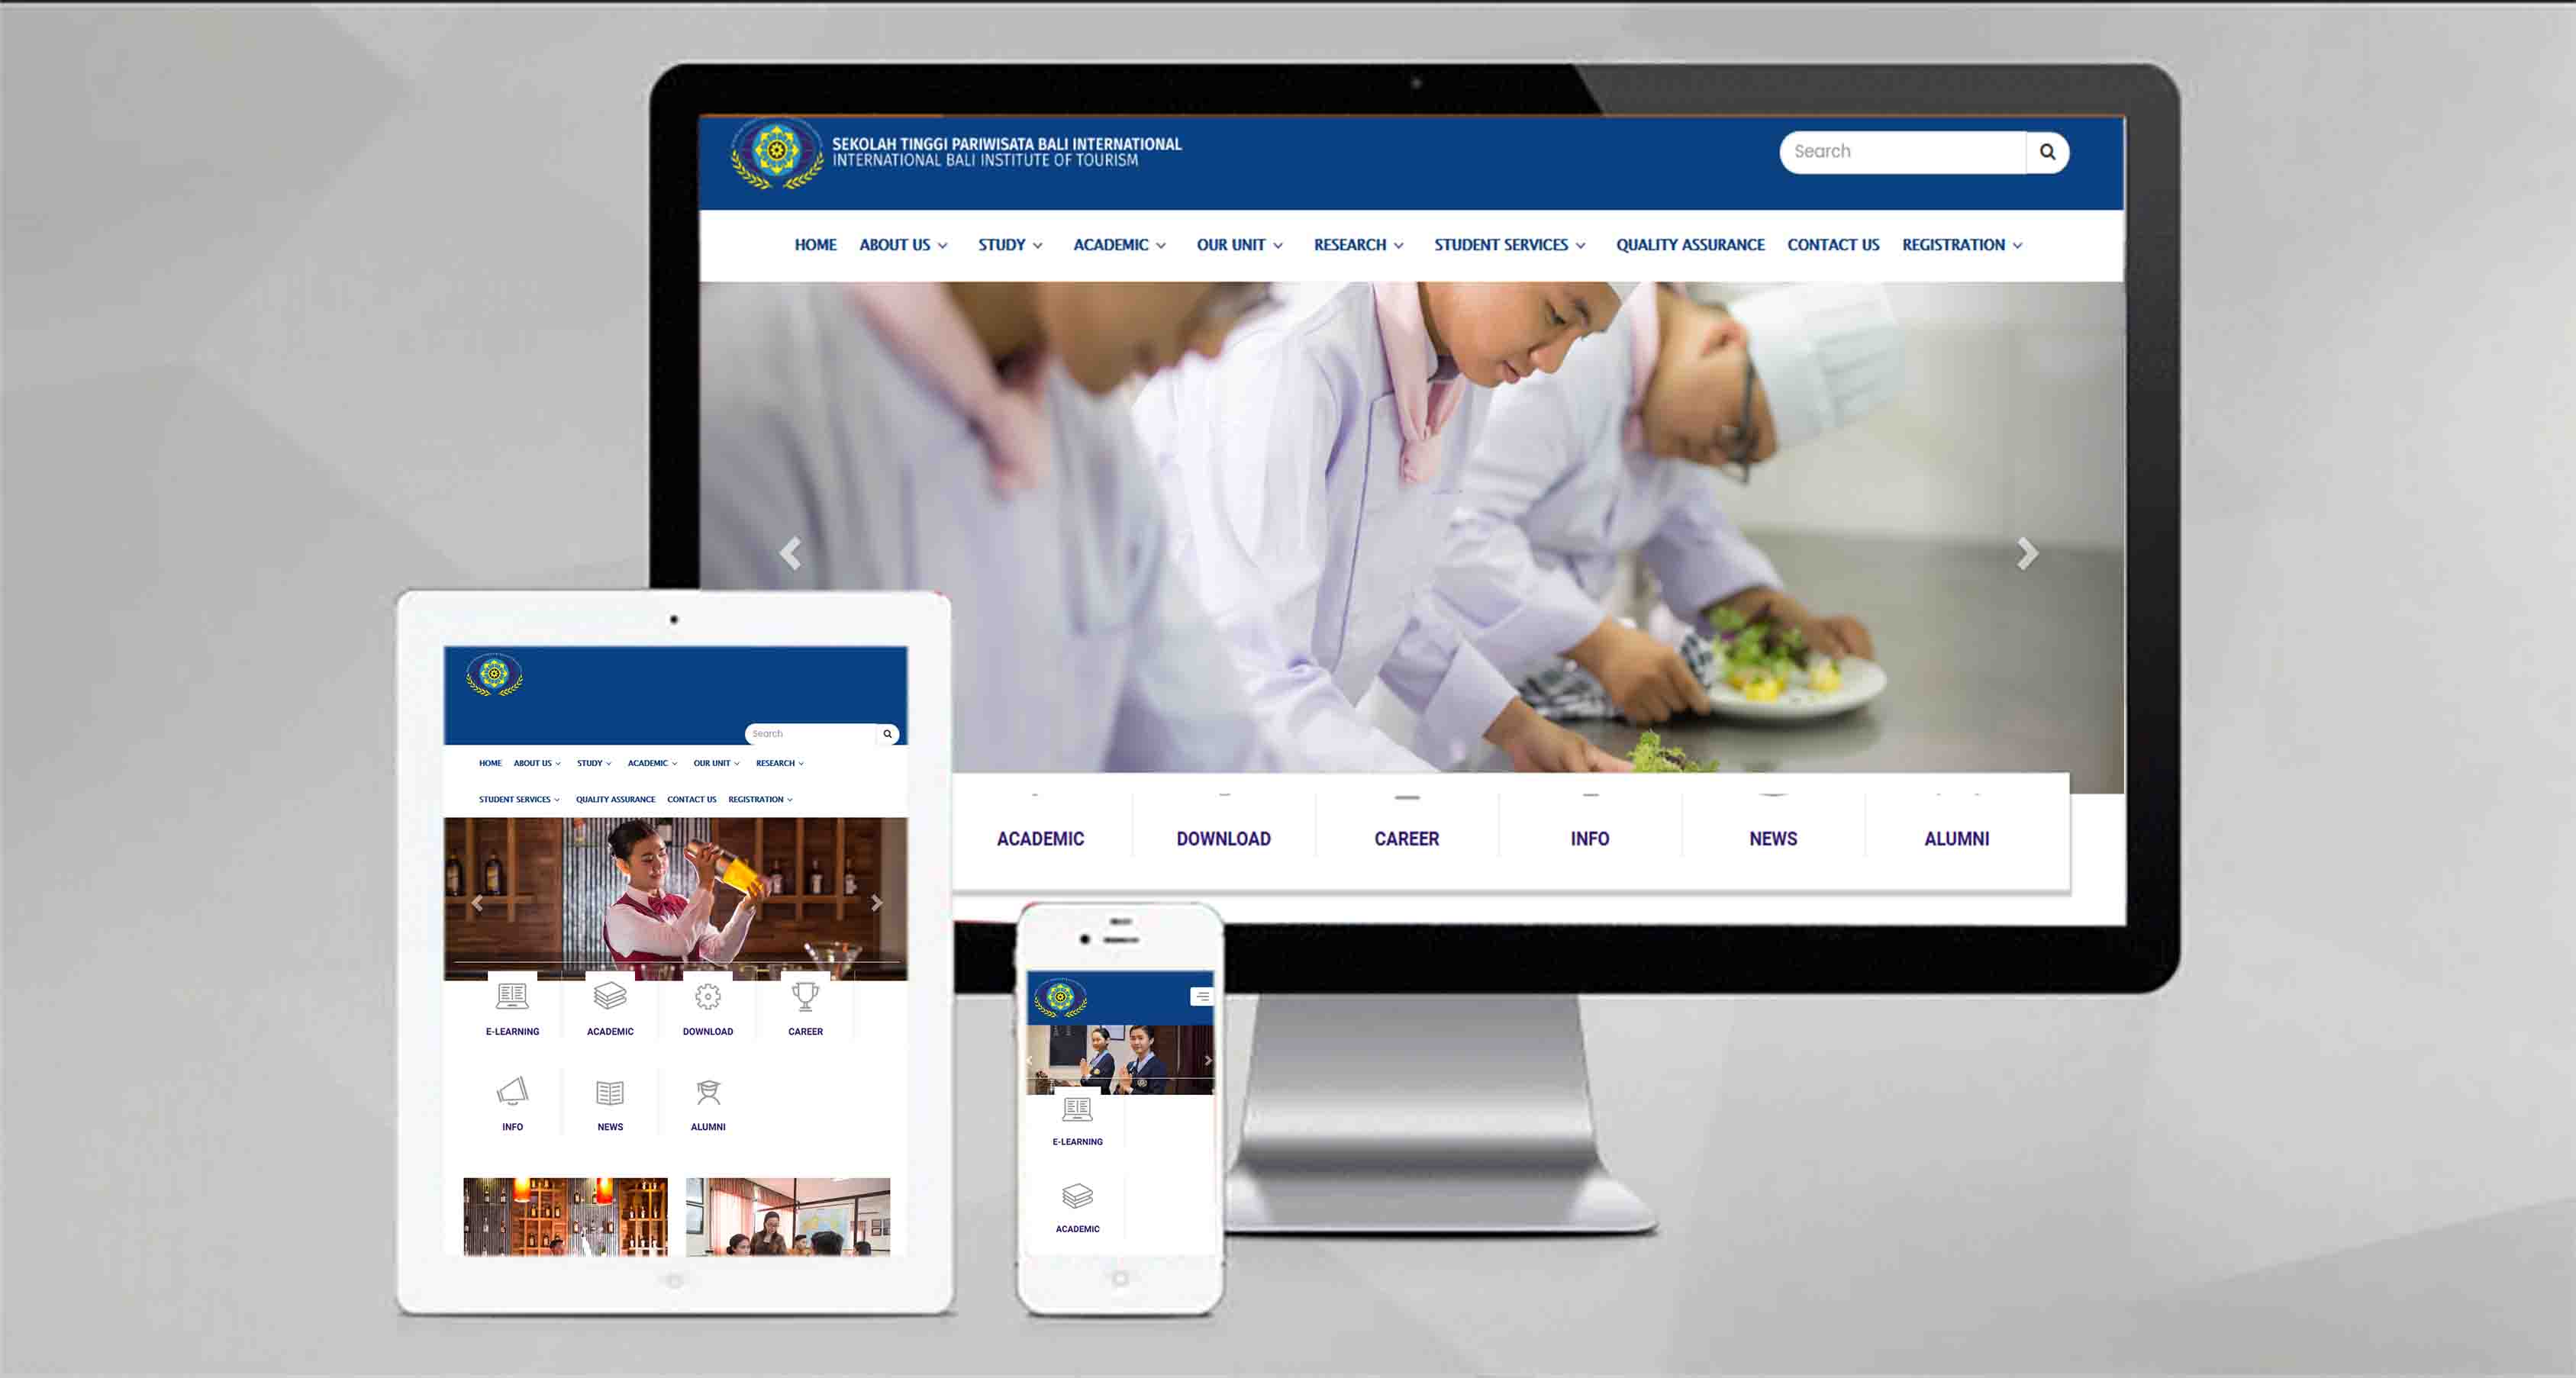 SEKOLAH TINGGI PARIWISATA BALI INTERNATIONAL
INTERNATIONAL BALI INSTITUTE OF TOURISM
Search
HOME ABOUT US STUDY ACADEMIC OUR UNIT RESEARCH STUDENT SERVICES QUALITY ASSURANCE CONTACT US REGISTRATION
ACADEMIC DOWNLOAD CAREER INFO NEWS ALUMNI
Search
HOME ABOUT US STUDY ACADEMIC OUR UNIT RESEARCH
STUDENT SERVICES QUALITY ASSURANCE CONTACT US REGISTRATION
E-LEARNING ACADEMIC DOWNLOAD CAREER
INFO NEWS ALUMNI
E-LEARNING
ACADEMIC